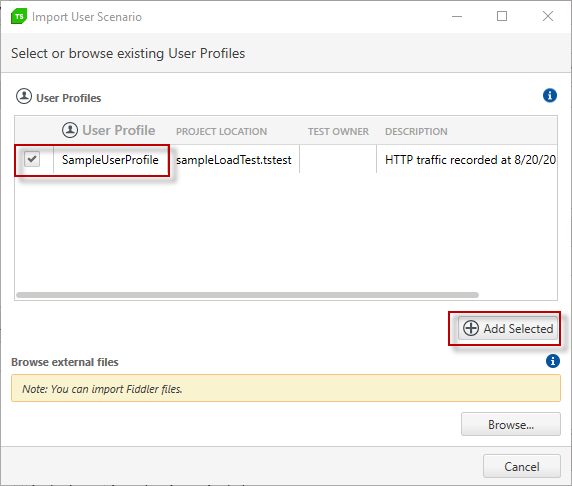 TS Import User Scenario
Select or browse existing User Profiles
User Profiles
User Profile PROJECT LOCATION TEST OWNER DESCRIPTION
SampleUserProfile sampleLoadTest.tstest HTTP traffic recorded at 8/20/20
Add Selected
Browse external files
Note: You can import Fiddler files.
Browse...
Cancel